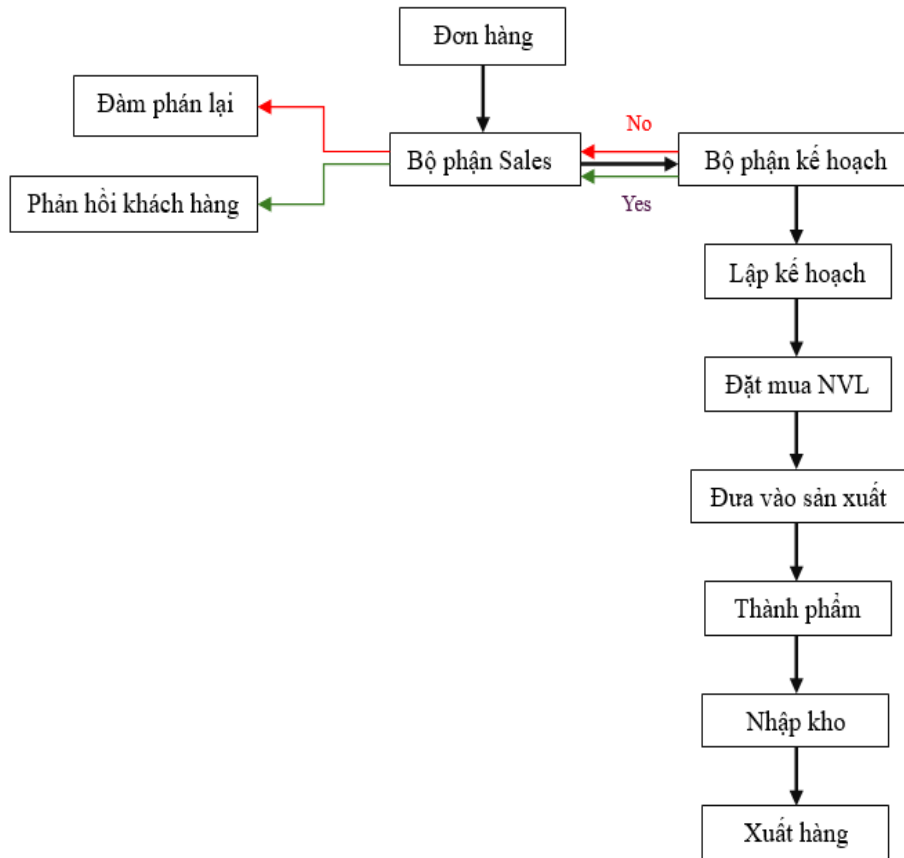 Đơn hàng
Đàm phán lại
No
Bộ phận Sales
Bộ phận kế hoạch
Phản hồi khách hàng
Yes
Lập kế hoạch
Đặt mua NVL
Đưa vào sản xuất
Thành phẩm
Nhập kho
Xuất hàng